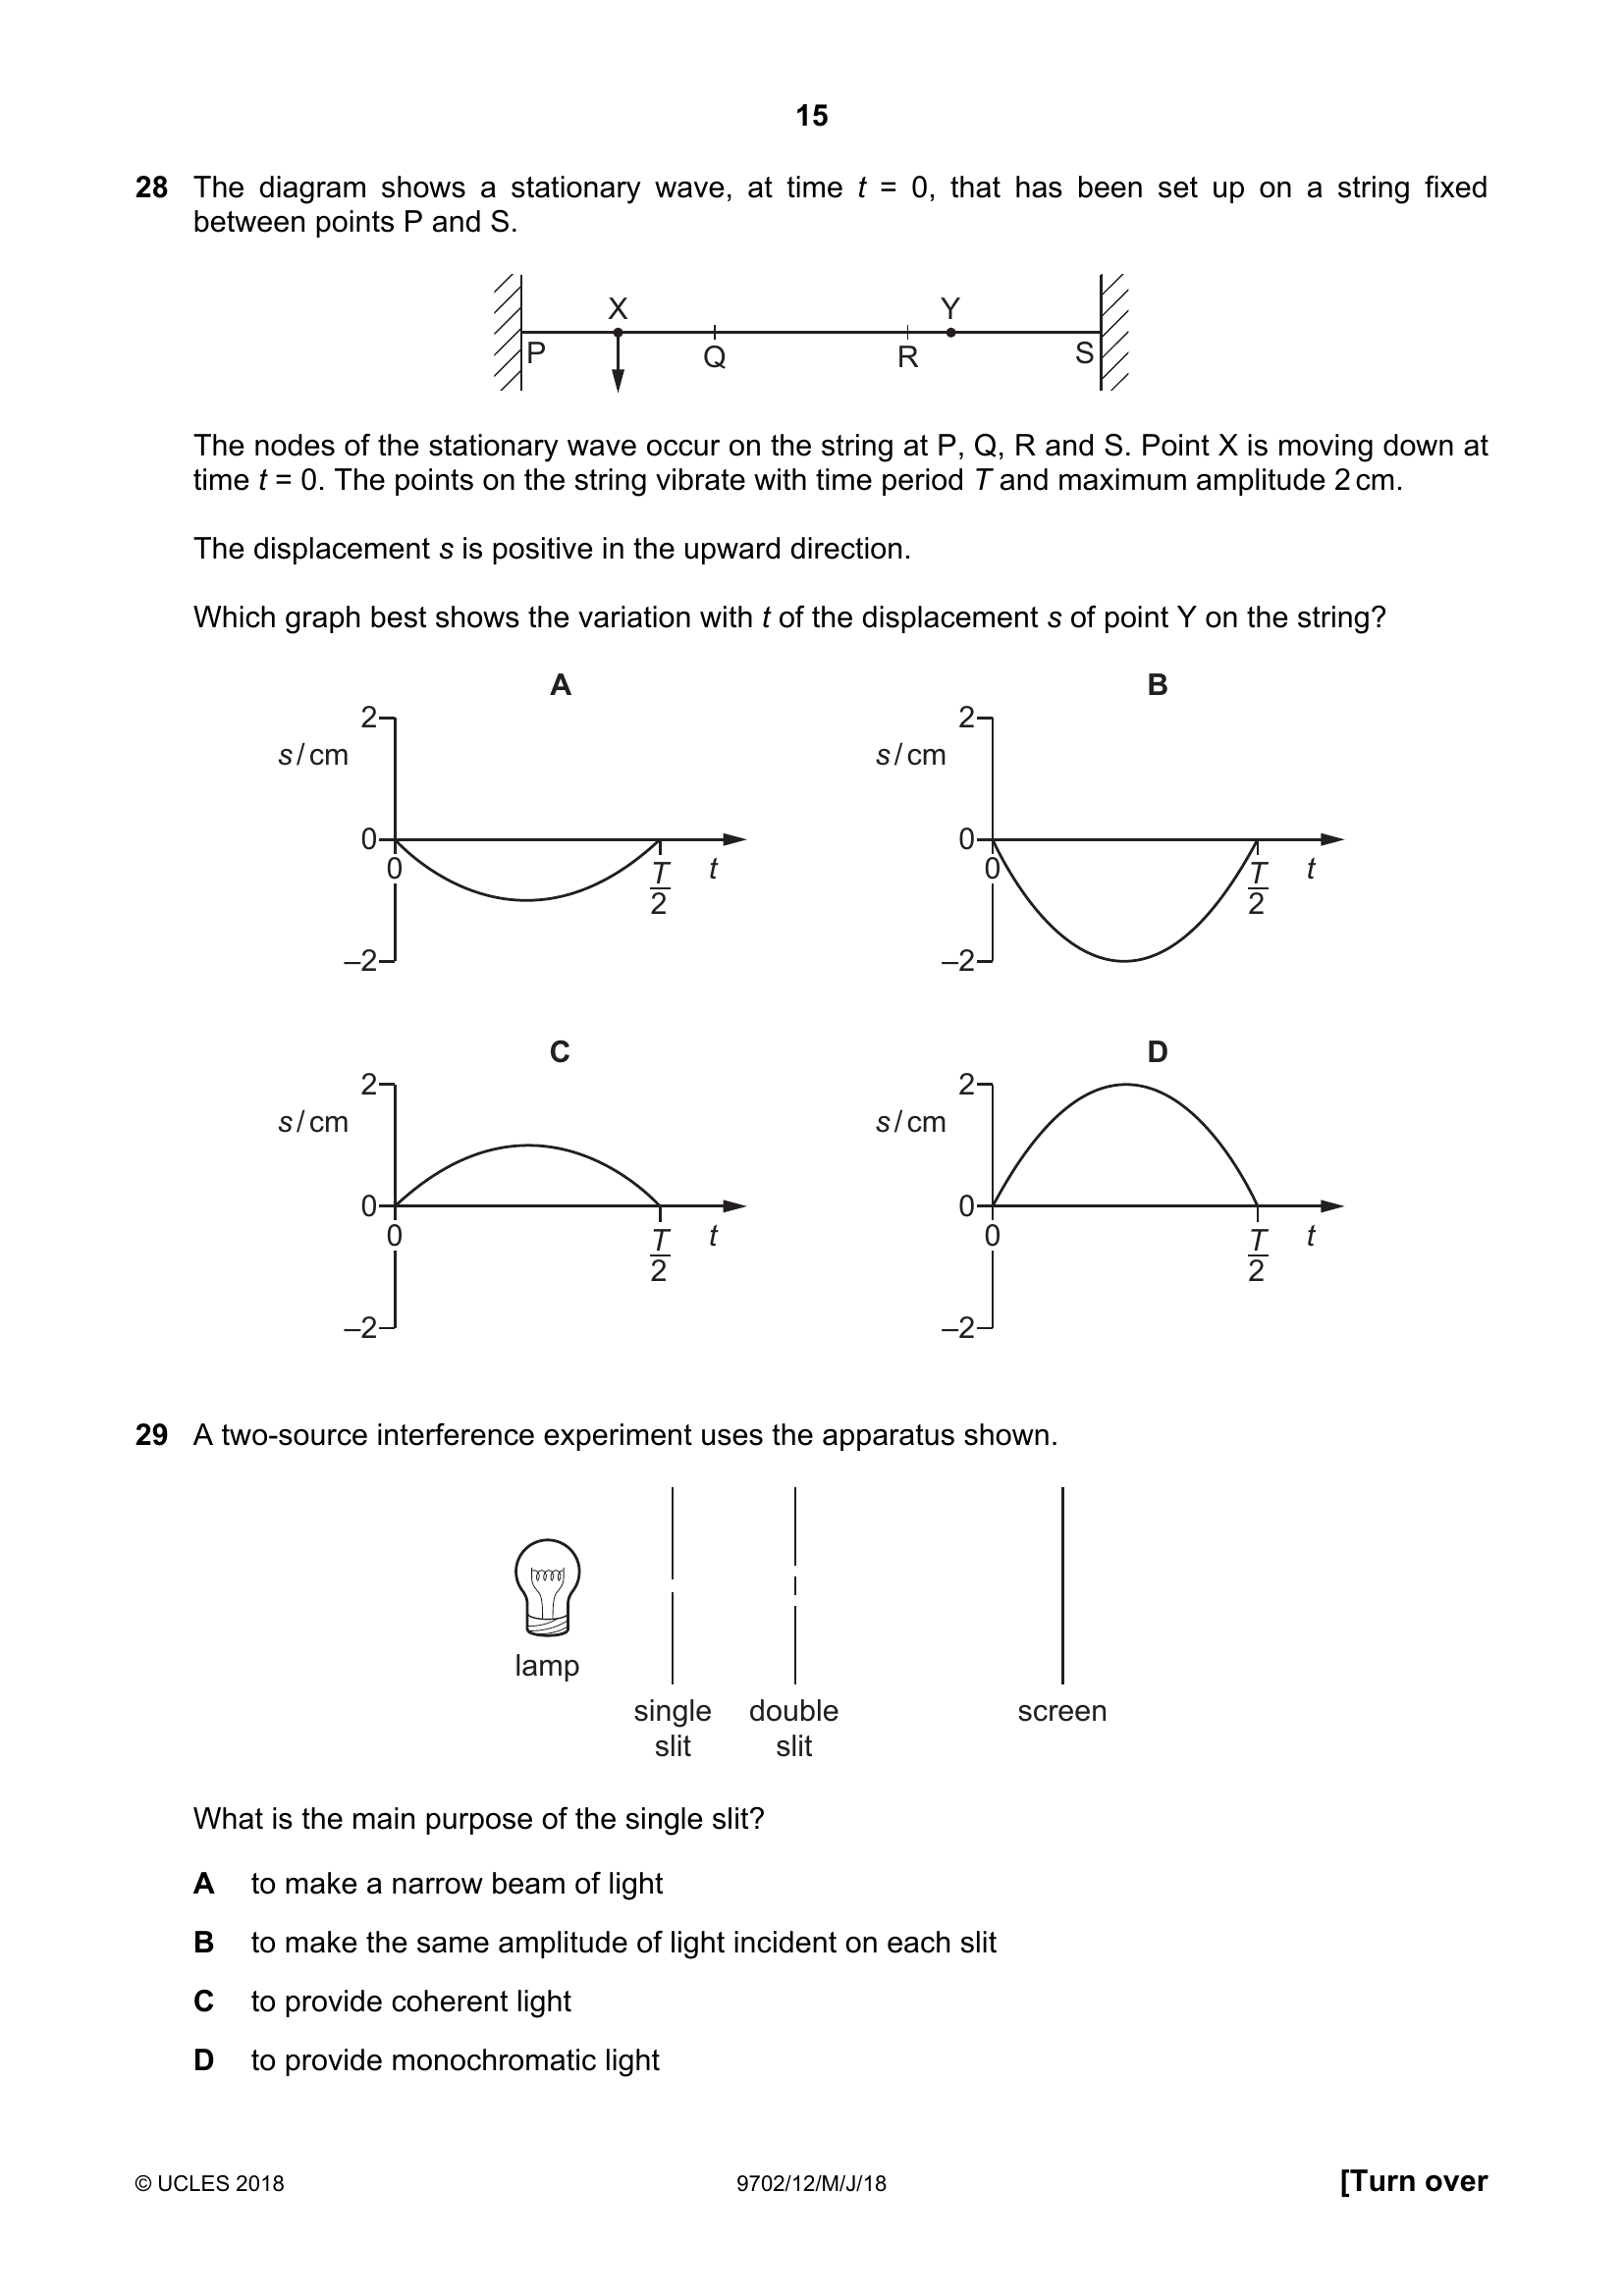 15
28 The diagram shows a stationary wave, at time t = 0, that has been set up on a string fixed
between points P and S.
X Y
P Q R S
The nodes of the stationary wave occur on the string at P, Q, R and S. Point X is moving down at
time t = 0. The points on the string vibrate with time period T and maximum amplitude 2 cm.
The displacement s is positive in the upward direction.
Which graph best shows the variation with t of the displacement s of point Y on the string?
A B
2 2
s / cm s / cm
0 0
0 T/2 t 0 T/2 t
–2 –2
C D
2 2
s / cm s / cm
0 0
0 T/2 t 0 T/2 t
–2 –2
29 A two-source interference experiment uses the apparatus shown.
lamp
single double screen
slit slit
What is the main purpose of the single slit?
A to make a narrow beam of light
B to make the same amplitude of light incident on each slit
C to provide coherent light
D to provide monochromatic light
© UCLES 2018 9702/12/M/J/18 [Turn over